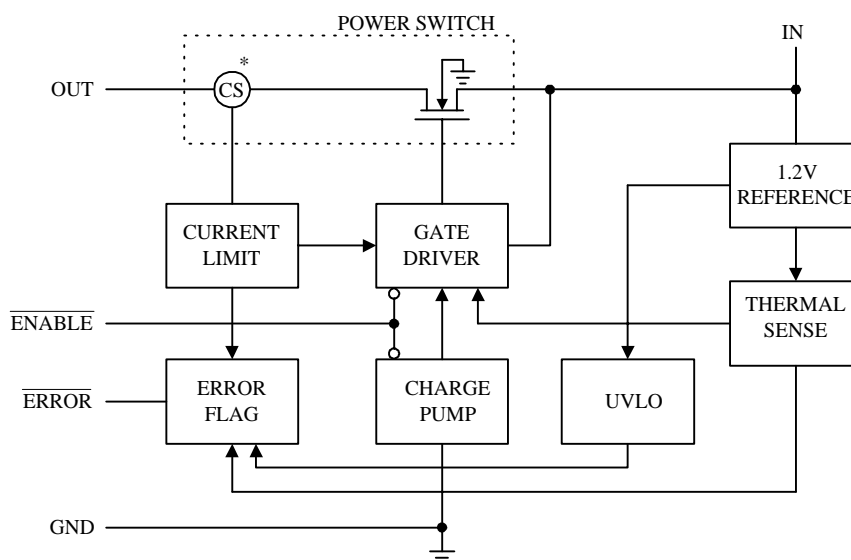 POWER SWITCH
IN
*
OUT
CS
1.2V
REFERENCE
CURRENT
LIMIT
GATE
DRIVER
THERMAL
SENSE
ENABLE
ERROR
ERROR
FLAG
CHARGE
PUMP
UVLO
GND